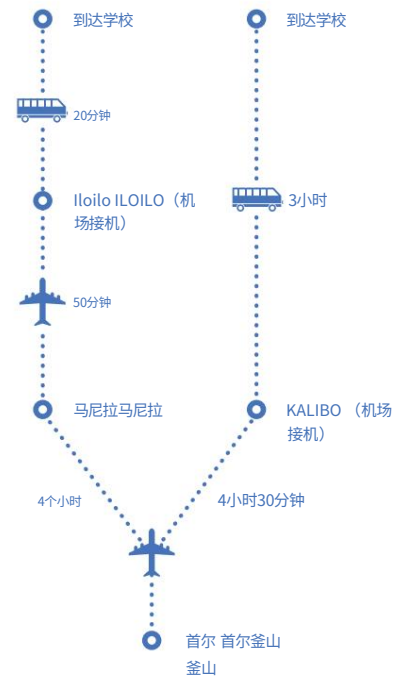 到达学校
到达学校
20分钟
Iloilo ILOILO（机
场接机）
3小时
50分钟
马尼拉马尼拉
KALIBO （机场
接机）
4个小时
4小时30分钟
首尔 首尔釜山
釜山